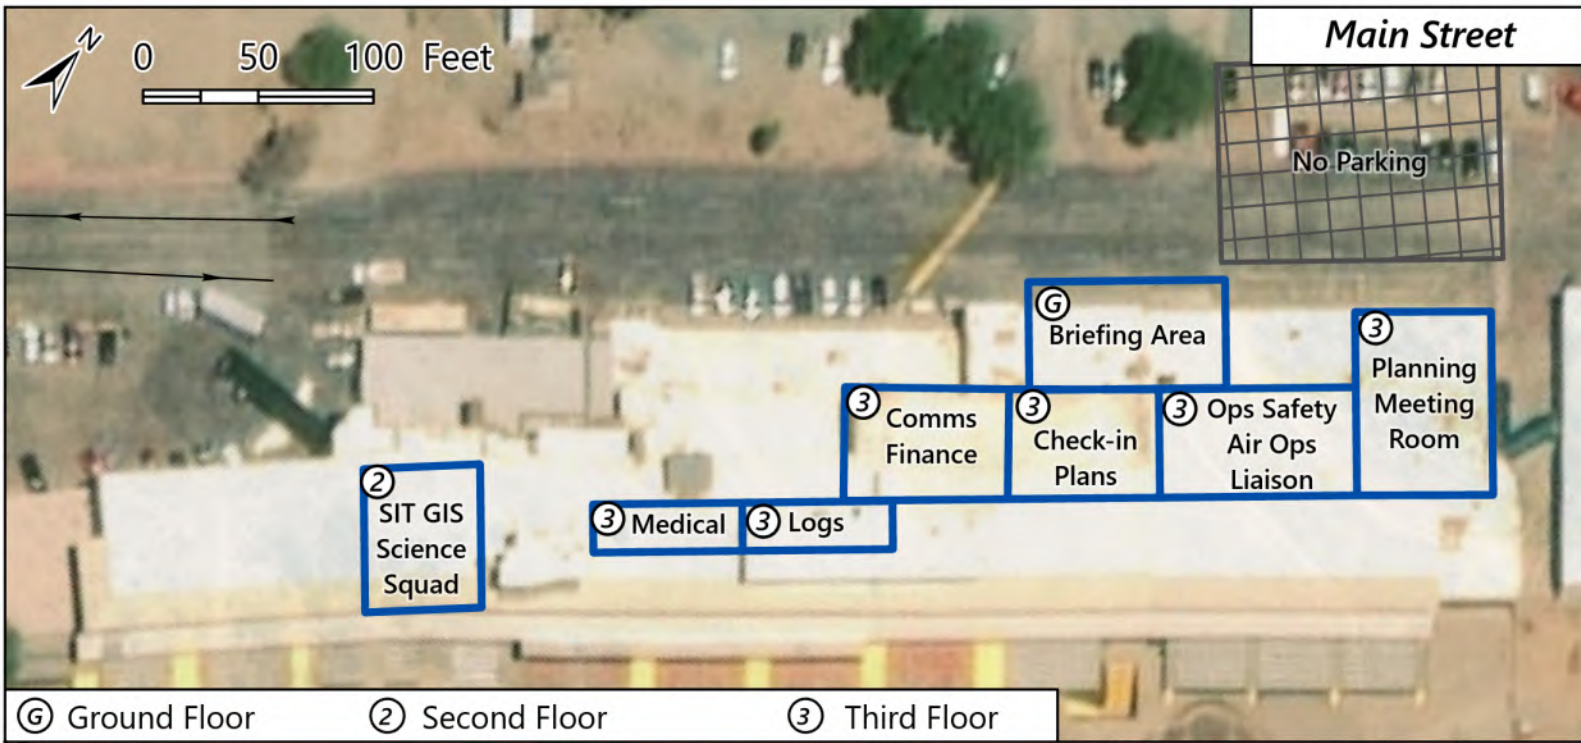 Main Street
N
0 50 100 Feet
No Parking
G
Briefing Area
3
Planning
Meeting
Room
3
Comms
Finance
3
Check-in
Plans
3
Ops Safety
Air Ops
Liaison
2
SIT GIS
Science
Squad
3 Medical
3 Logs
G Ground Floor
2 Second Floor
3 Third Floor